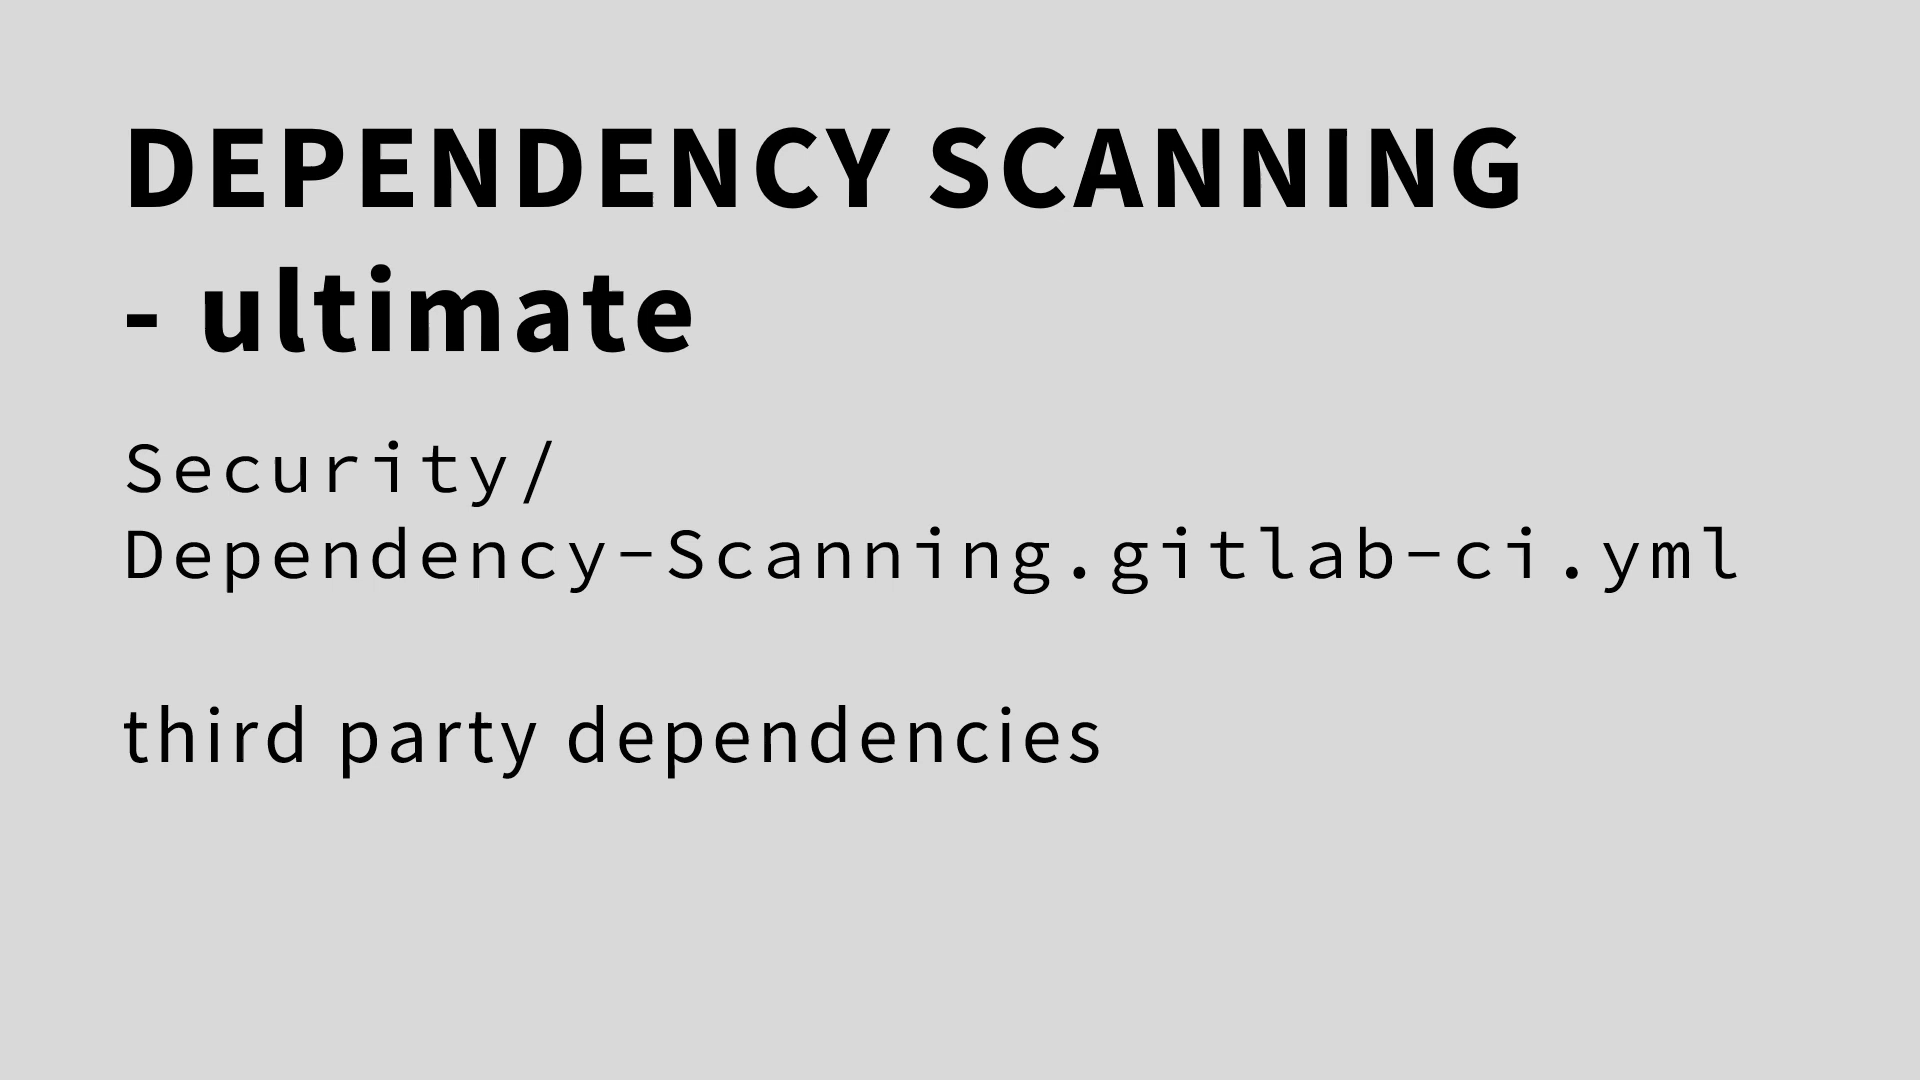 DEPENDENCY SCANNING
- ultimate
Security/
Dependency-Scanning.gitlab-ci.yml
third party dependencies